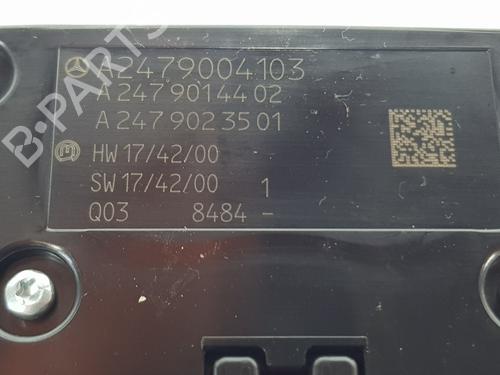 A2479004103
A 247 901 44 02
A 247 902 35 01
HW 17/42/00
SW 17/42/00 1
Q03 8484 -
B-PARTS